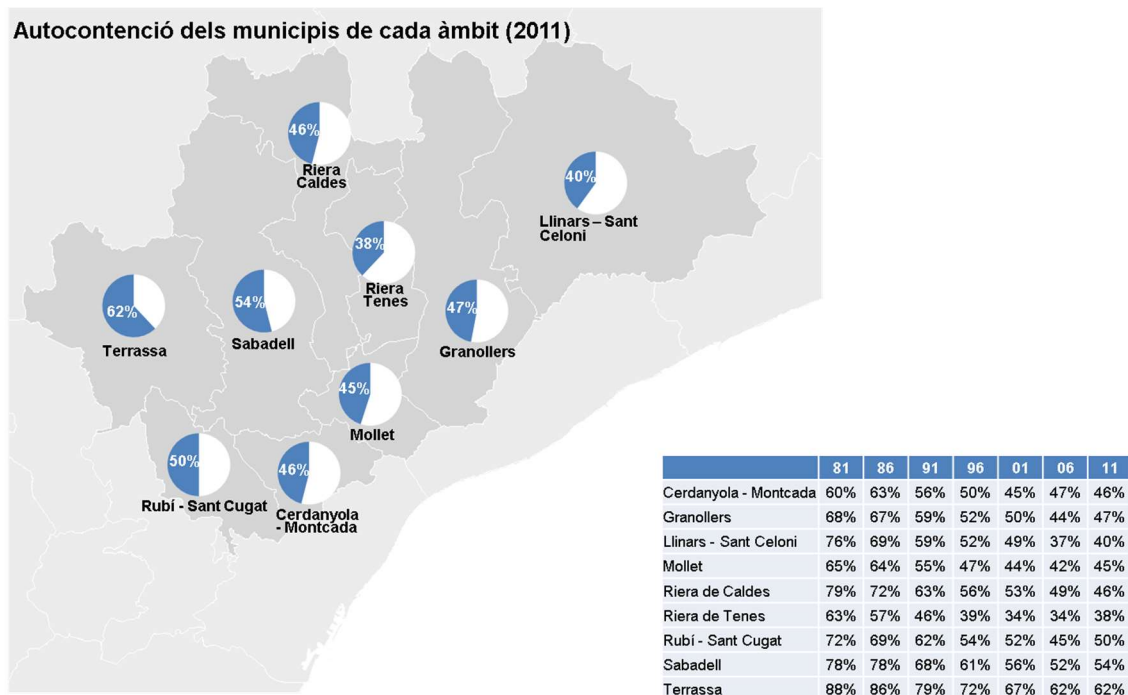 Autocontenció dels municipis de cada àmbit (2011)
46%
Riera
Caldes
40%
Llinars – Sant
Celoni
38%
Riera
Tenes
62%
Terrassa
54%
Sabadell
47%
Granollers
45%
Mollet
50%
Rubí - Sant Cugat
46%
Cerdanyola
- Montcada
81 86 91 96 01 06 11
Cerdanyola - Montcada 60% 63% 56% 50% 45% 47% 46%
Granollers 68% 67% 59% 52% 50% 44% 47%
Llinars - Sant Celoni 76% 69% 59% 52% 49% 37% 40%
Mollet 65% 64% 55% 47% 44% 42% 45%
Riera de Caldes 79% 72% 63% 56% 53% 49% 46%
Riera de Tenes 63% 57% 46% 39% 34% 34% 38%
Rubí - Sant Cugat 72% 69% 62% 54% 52% 45% 50%
Sabadell 78% 78% 68% 61% 56% 52% 54%
Terrassa 88% 86% 79% 72% 67% 62% 62%